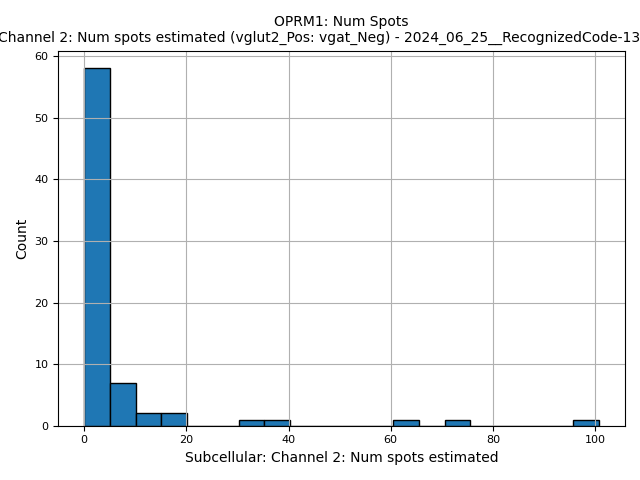 OPRM1: Num Spots
Channel 2: Num spots estimated (vglut2_Pos: vgat_Neg) - 2024_06_25__RecognizedCode-13
60
50
40
30
20
10
0
Count
0 20 40 60 80 100
Subcellular: Channel 2: Num spots estimated